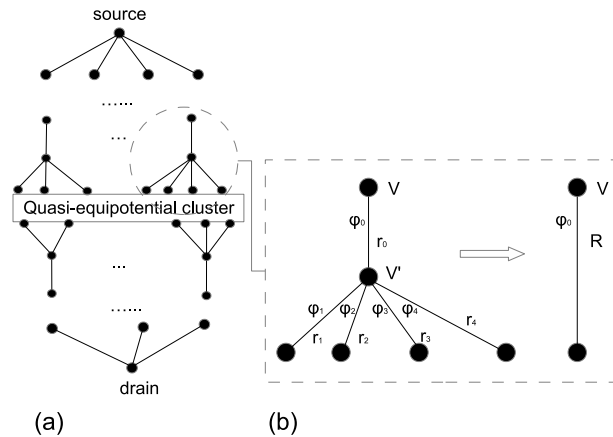 source
......
...
Quasi-equipotential cluster
...
......
drain
(a)
V
φ₀
r₀
V'
φ₁ φ₂ φ₃ φ₄
r₁ r₂ r₃ r₄
V
φ₀
R
(b)